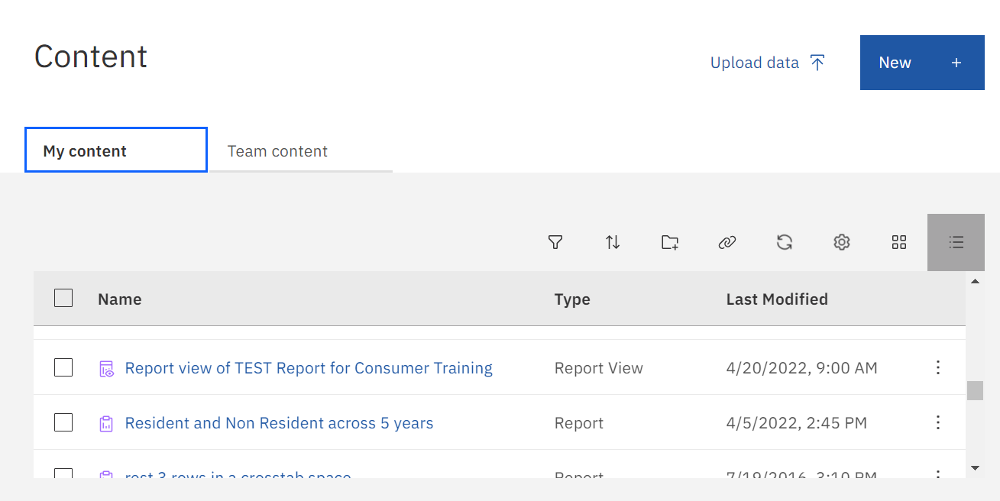 Content
Upload data
New +
My content
Team content
Name Type Last Modified
Report view of TEST Report for Consumer Training Report View 4/20/2022, 9:00 AM
Resident and Non Resident across 5 years Report 4/5/2022, 2:45 PM
rest 3 rows in a crosstab space Report 7/19/2016, 3:10 PM